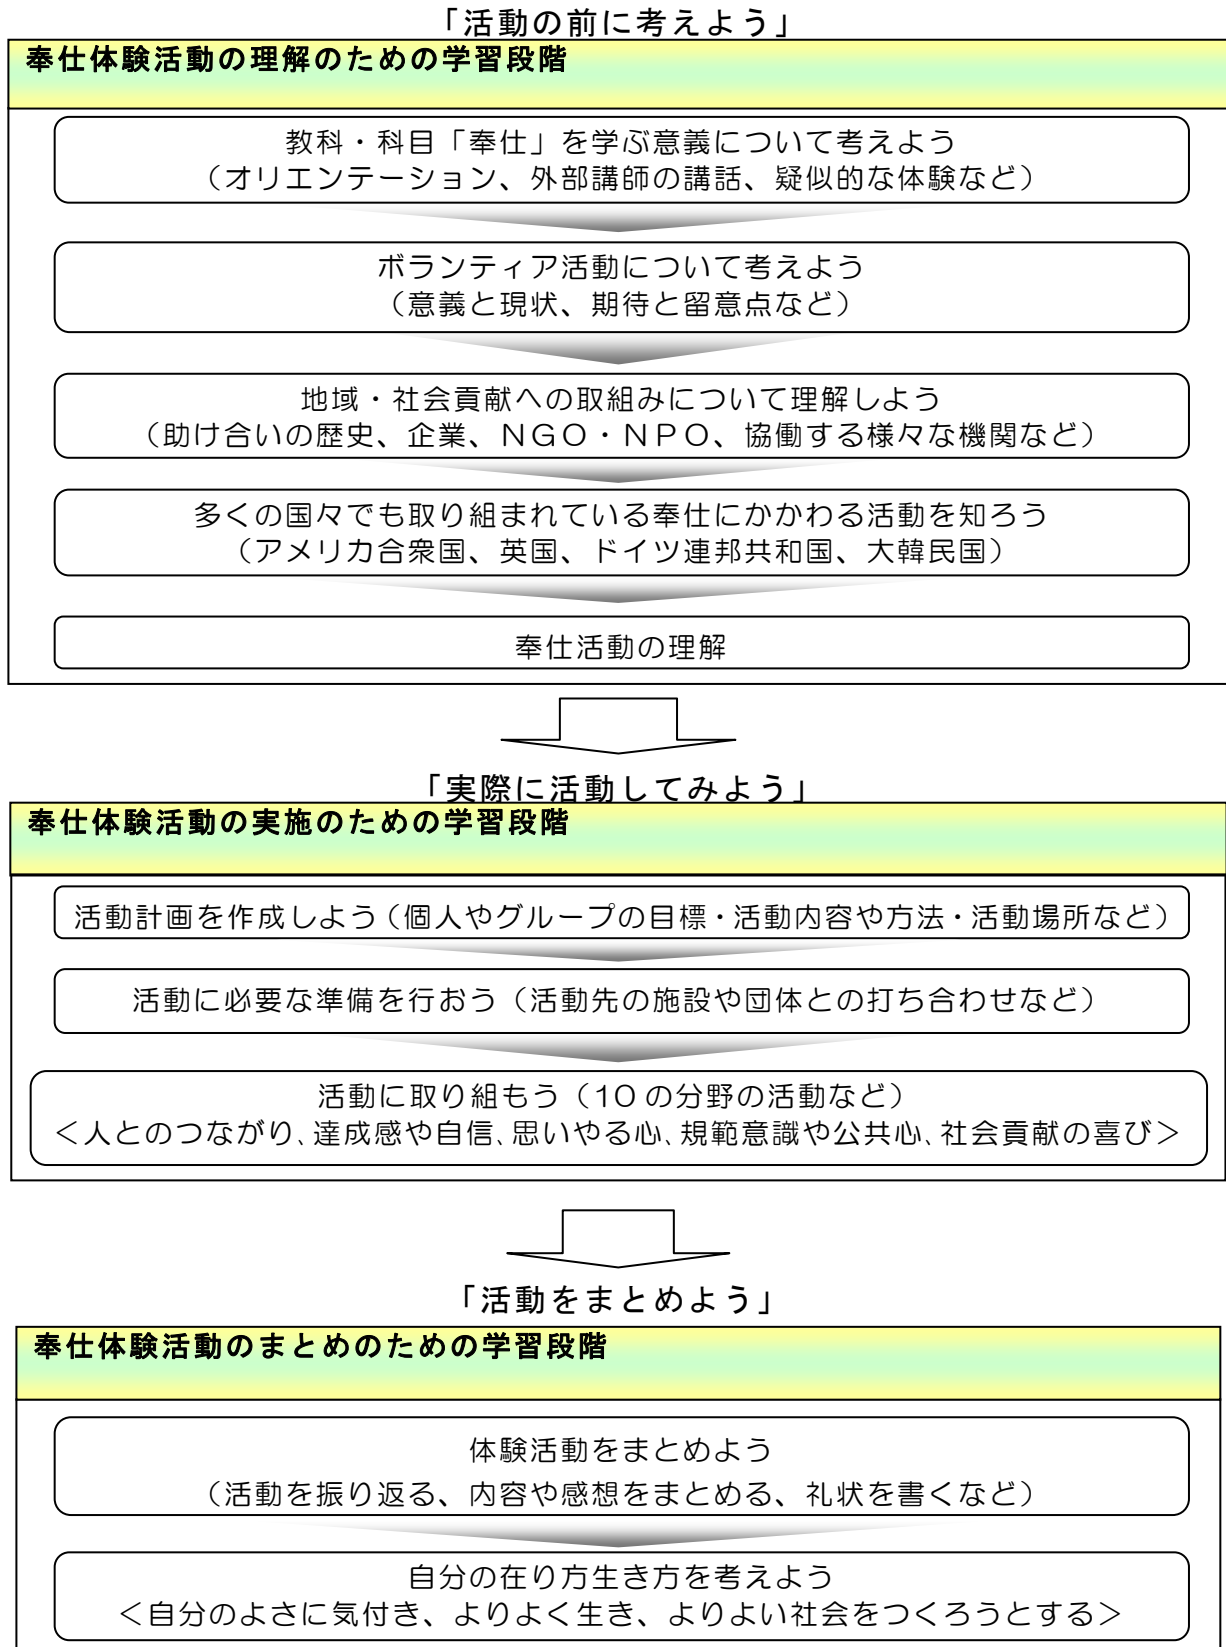 「活動の前に考えよう」
奉仕体験活動の理解のための学習段階
教科・科目「奉仕」を学ぶ意義について考えよう
（オリエンテーション、外部講師の講話、疑似的な体験など）
ボランティア活動について考えよう
（意義と現状、期待と留意点など）
地域・社会貢献への取組みについて理解しよう
（助け合いの歴史、企業、ＮＧＯ・ＮＰＯ、協働する様々な機関など）
多くの国々でも取り組まれている奉仕にかかわる活動を知ろう
（アメリカ合衆国、英国、ドイツ連邦共和国、大韓民国）
奉仕活動の理解
「実際に活動してみよう」
奉仕体験活動の実施のための学習段階
活動計画を作成しよう（個人やグループの目標・活動内容や方法・活動場所など）
活動に必要な準備を行おう（活動先の施設や団体との打ち合わせなど）
活動に取り組もう（10 の分野の活動など）
＜人とのつながり、達成感や自信、思いやる心、規範意識や公共心、社会貢献の喜び＞
「活動をまとめよう」
奉仕体験活動のまとめのための学習段階
体験活動をまとめよう
（活動を振り返る、内容や感想をまとめる、礼状を書くなど）
自分の在り方生き方を考えよう
＜自分のよさに気付き、よりよく生き、よりよい社会をつくろうとする＞